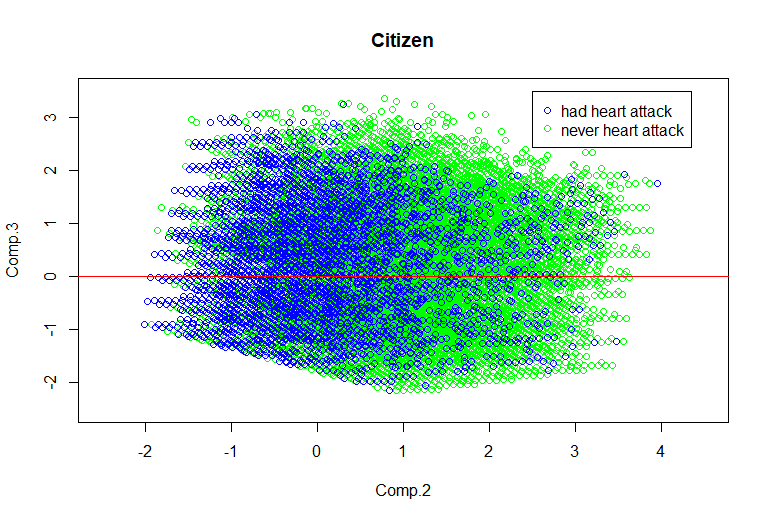 Citizen
had heart attack
never heart attack
Comp.3
3
2
1
0
-1
-2
-2
-1
0
1
2
3
4
Comp.2